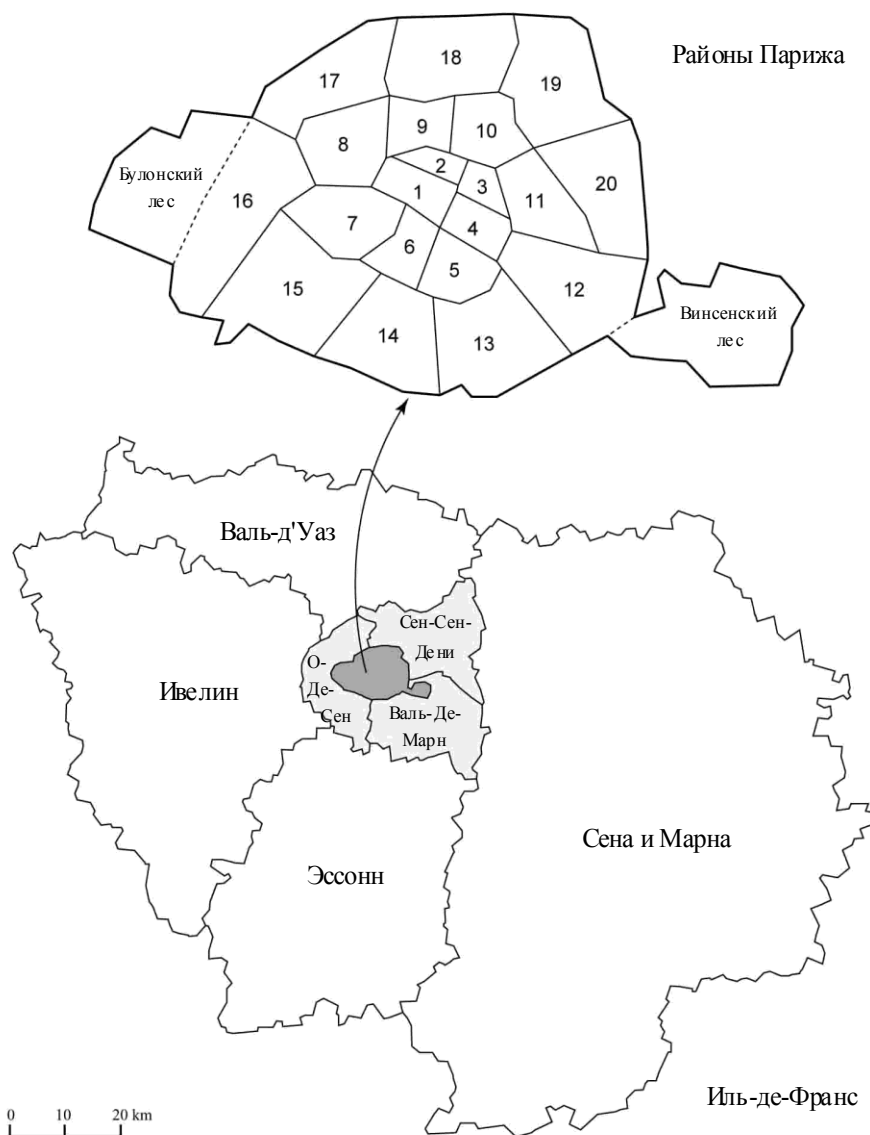 Районы Парижа
18
17
19
9
10
8
2
3
Булонский
лес
16
1
11
20
7
4
6
5
15
12
Винсенский
лес
14
13
Валь-д'Уаз
Сен-Сен-
Дени
О-
Де-
Сен
Ивелин
Валь-Де-
Марн
Сена и Марна
Эссонн
Иль-де-Франс
0 10 20 km